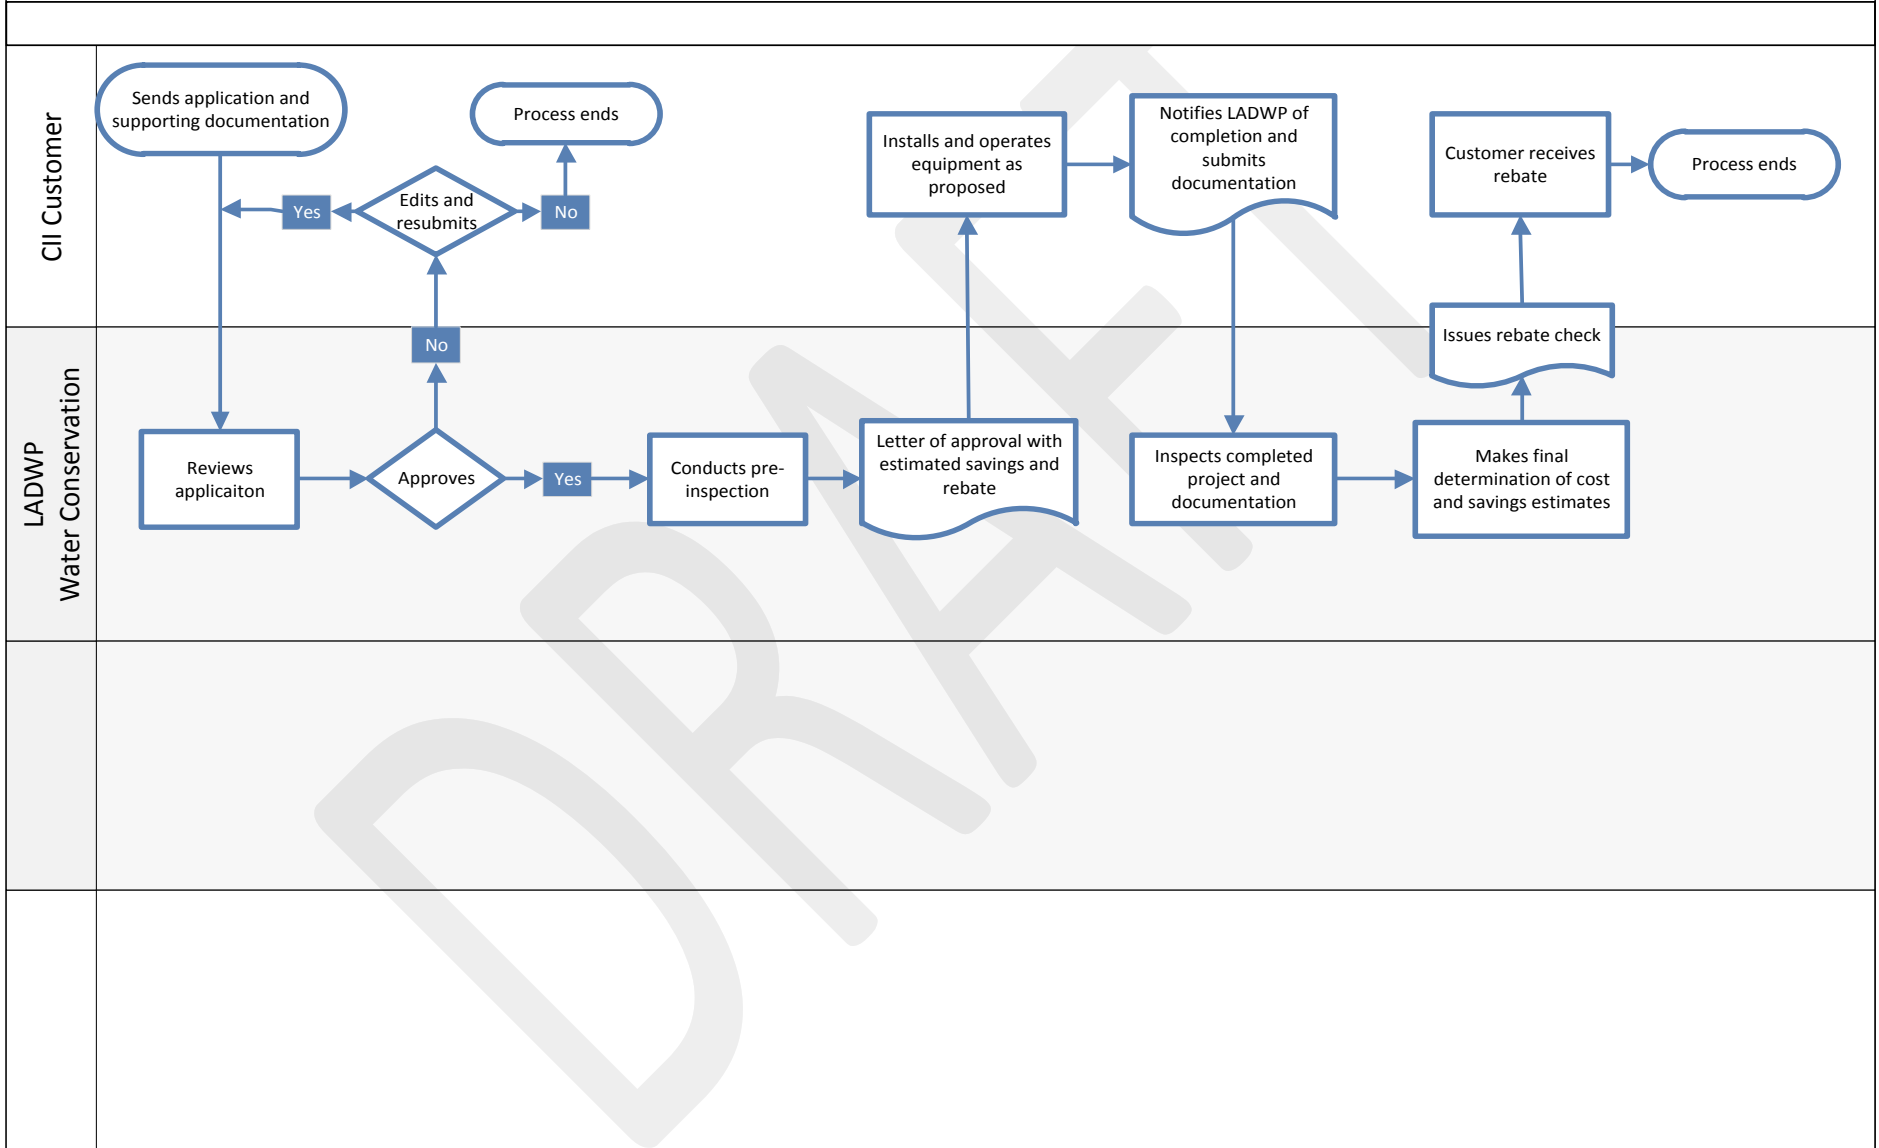 CII Customer
Sends application and
supporting documentation
Process ends
Edits and
resubmits
Yes
No
Installs and operates
equipment as
proposed
Notifies LADWP of
completion and
submits
documentation
Customer receives
rebate
Process ends
LADWP
Water Conservation
No
Issues rebate check
Reviews
applicaiton
Approves
Yes
Conducts pre-
inspection
Letter of approval with
estimated savings and
rebate
Inspects completed
project and
documentation
Makes final
determination of cost
and savings estimates
DRAFT